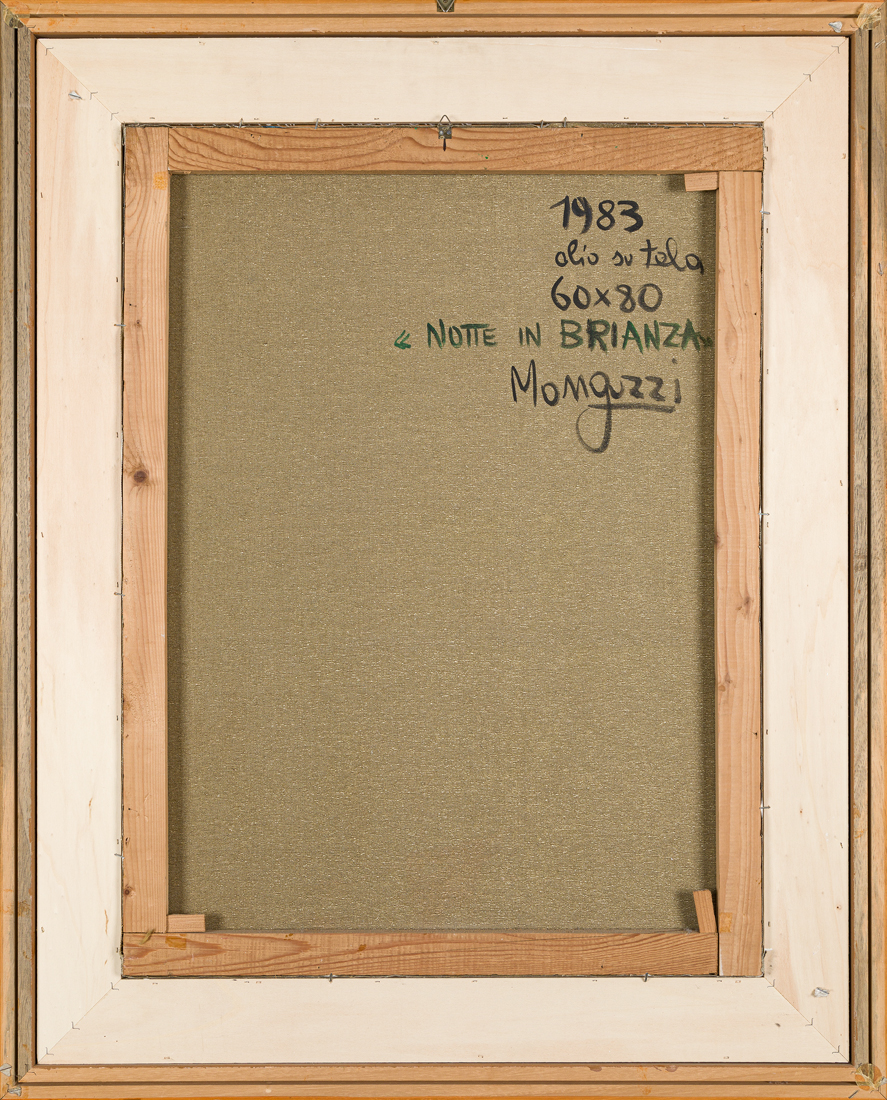 1983
olio su tela
60x80
« NOTTE IN BRIANZA»
Monguzzi